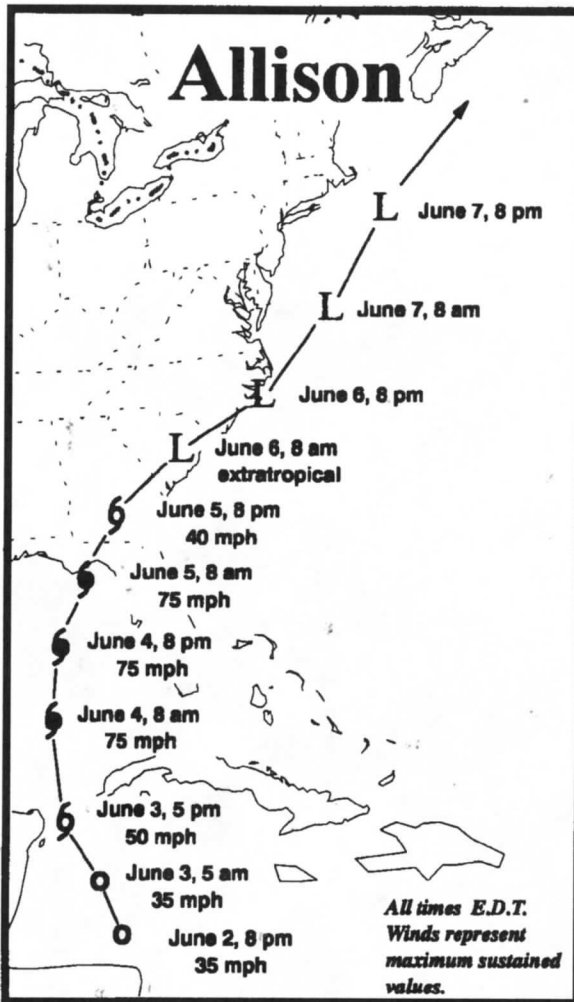 Allison
L June 7, 8 pm
L June 7, 8 am
L June 6, 8 pm
L June 6, 8 am
extratropical
June 5, 8 pm
40 mph
June 5, 8 am
75 mph
June 4, 8 pm
75 mph
June 4, 8 am
75 mph
June 3, 5 pm
50 mph
June 3, 5 am
35 mph
June 2, 8 pm
35 mph
All times E.D.T.
Winds represent
maximum sustained
values.